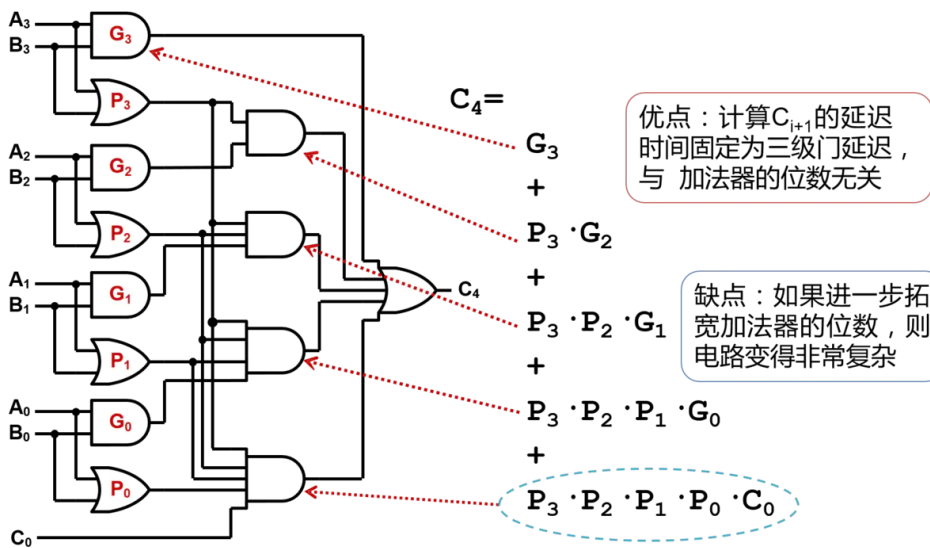 A₃
B₃
G₃
P₃
A₂
B₂
G₂
P₂
A₁
B₁
G₁
P₁
A₀
B₀
G₀
P₀
C₀
C₄
C₄=
G₃
+
P₃·G₂
+
P₃·P₂·G₁
+
P₃·P₂·P₁·G₀
+
P₃·P₂·P₁·P₀·C₀
优点：计算Cᵢ₊₁的延迟
时间固定为三级门延迟，
与 加法器的位数无关
缺点：如果进一步拓
宽加法器的位数，则
电路变得非常复杂